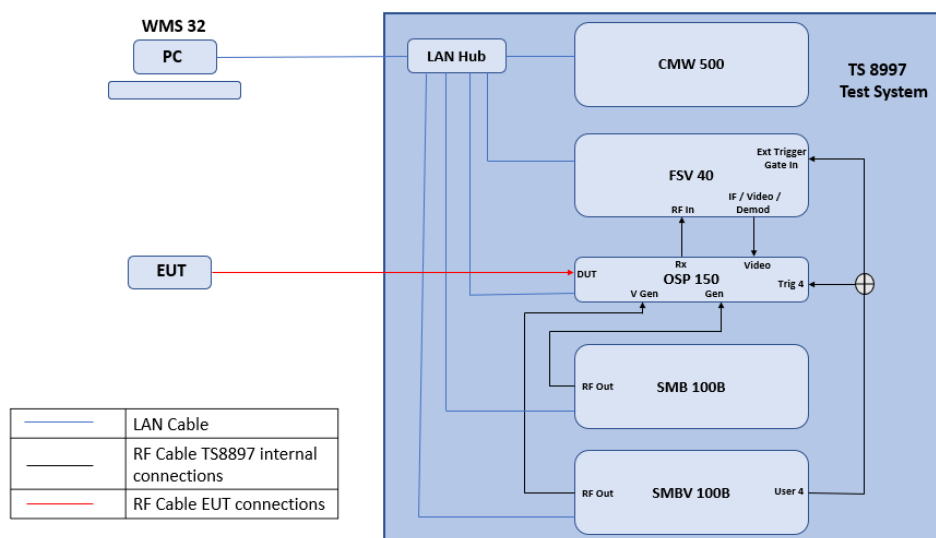 WMS 32
PC
LAN Hub
CMW 500
TS 8997
Test System
Ext Trigger
Gate In
FSV 40
IF / Video /
Demod
RF In
EUT
DUT
Rx
Video
OSP 150
Trig 4
V Gen
Gen
RF Out
SMB 100B
RF Out
SMBV 100B
User 4
LAN Cable
RF Cable TS8897 internal
connections
RF Cable EUT connections